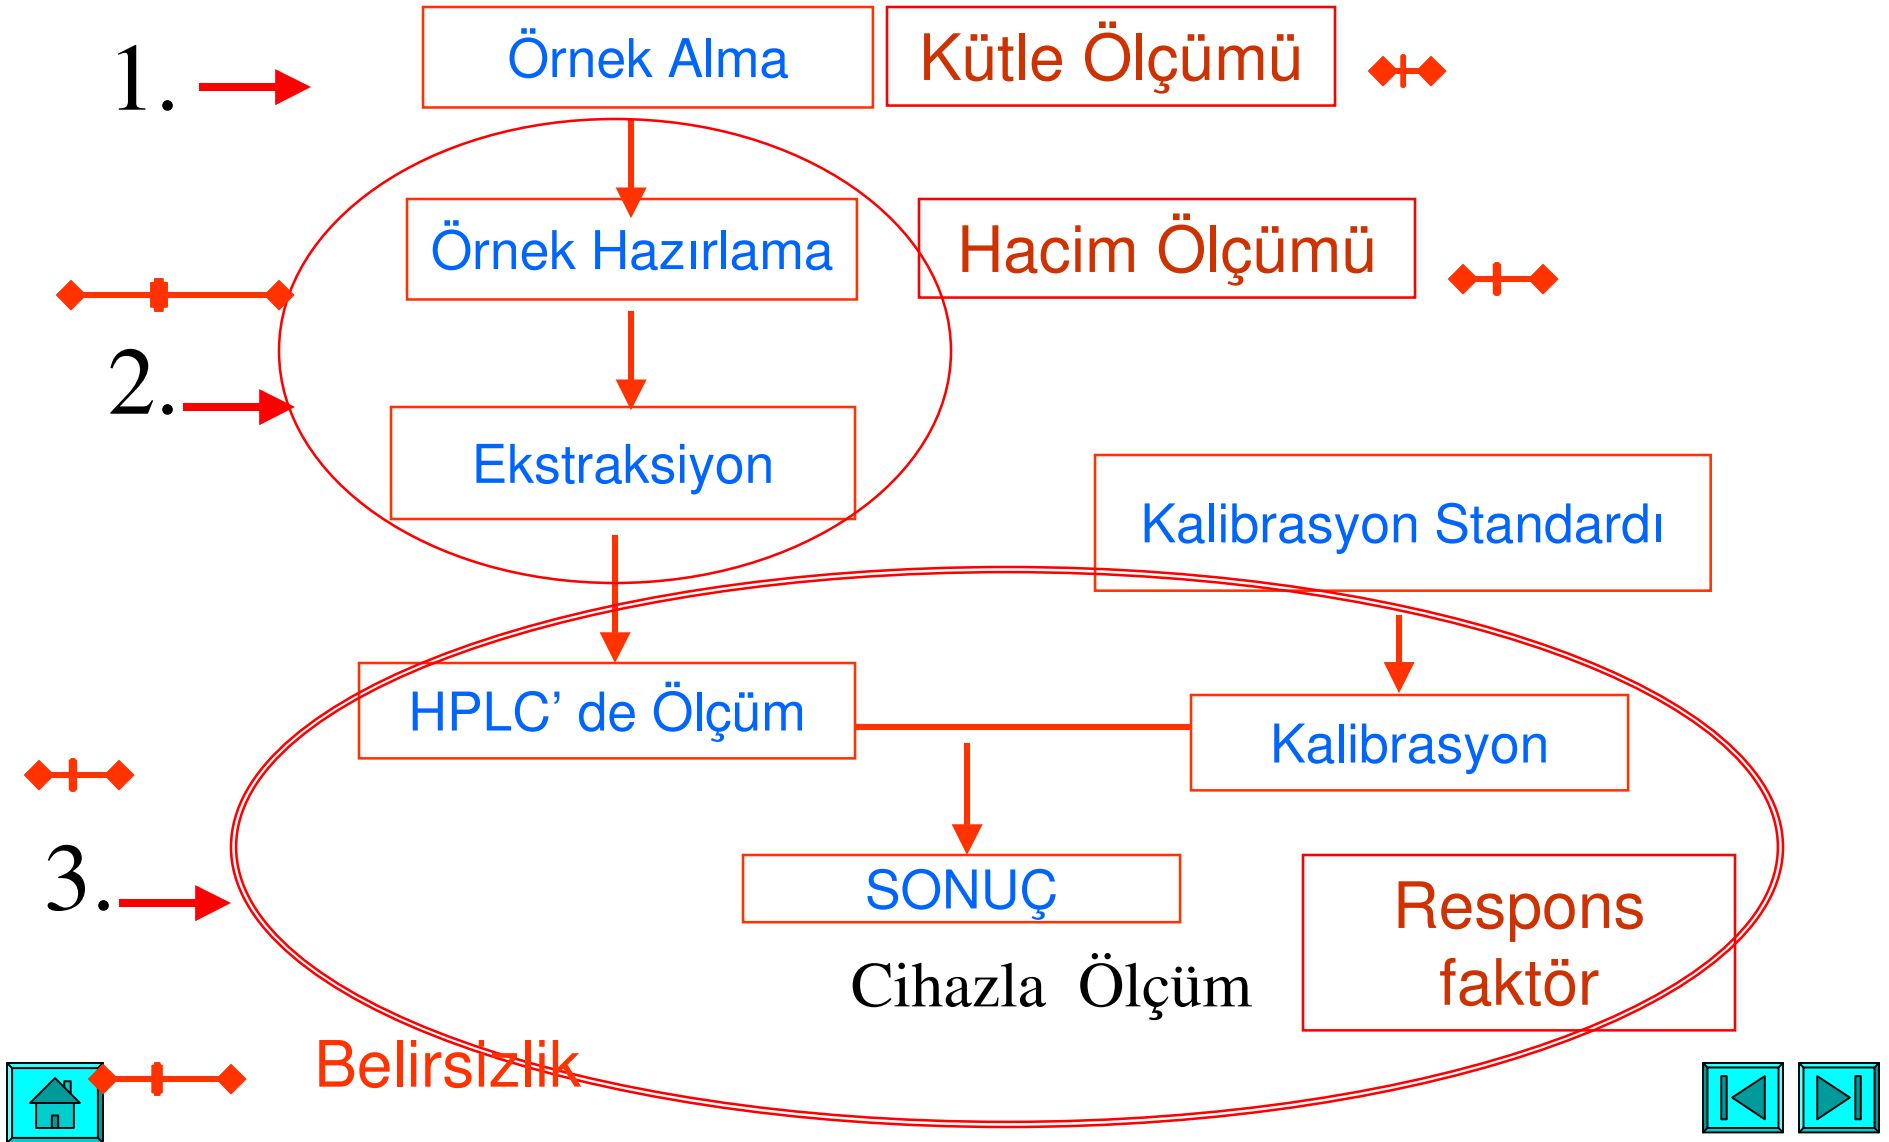 1.
Örnek Alma
Kütle Ölçümü
Örnek Hazırlama
Hacim Ölçümü
2.
Ekstraksiyon
Kalibrasyon Standardı
HPLC’ de Ölçüm
Kalibrasyon
3.
SONUÇ
Respons
faktör
Cihazla Ölçüm
Belirsizlik